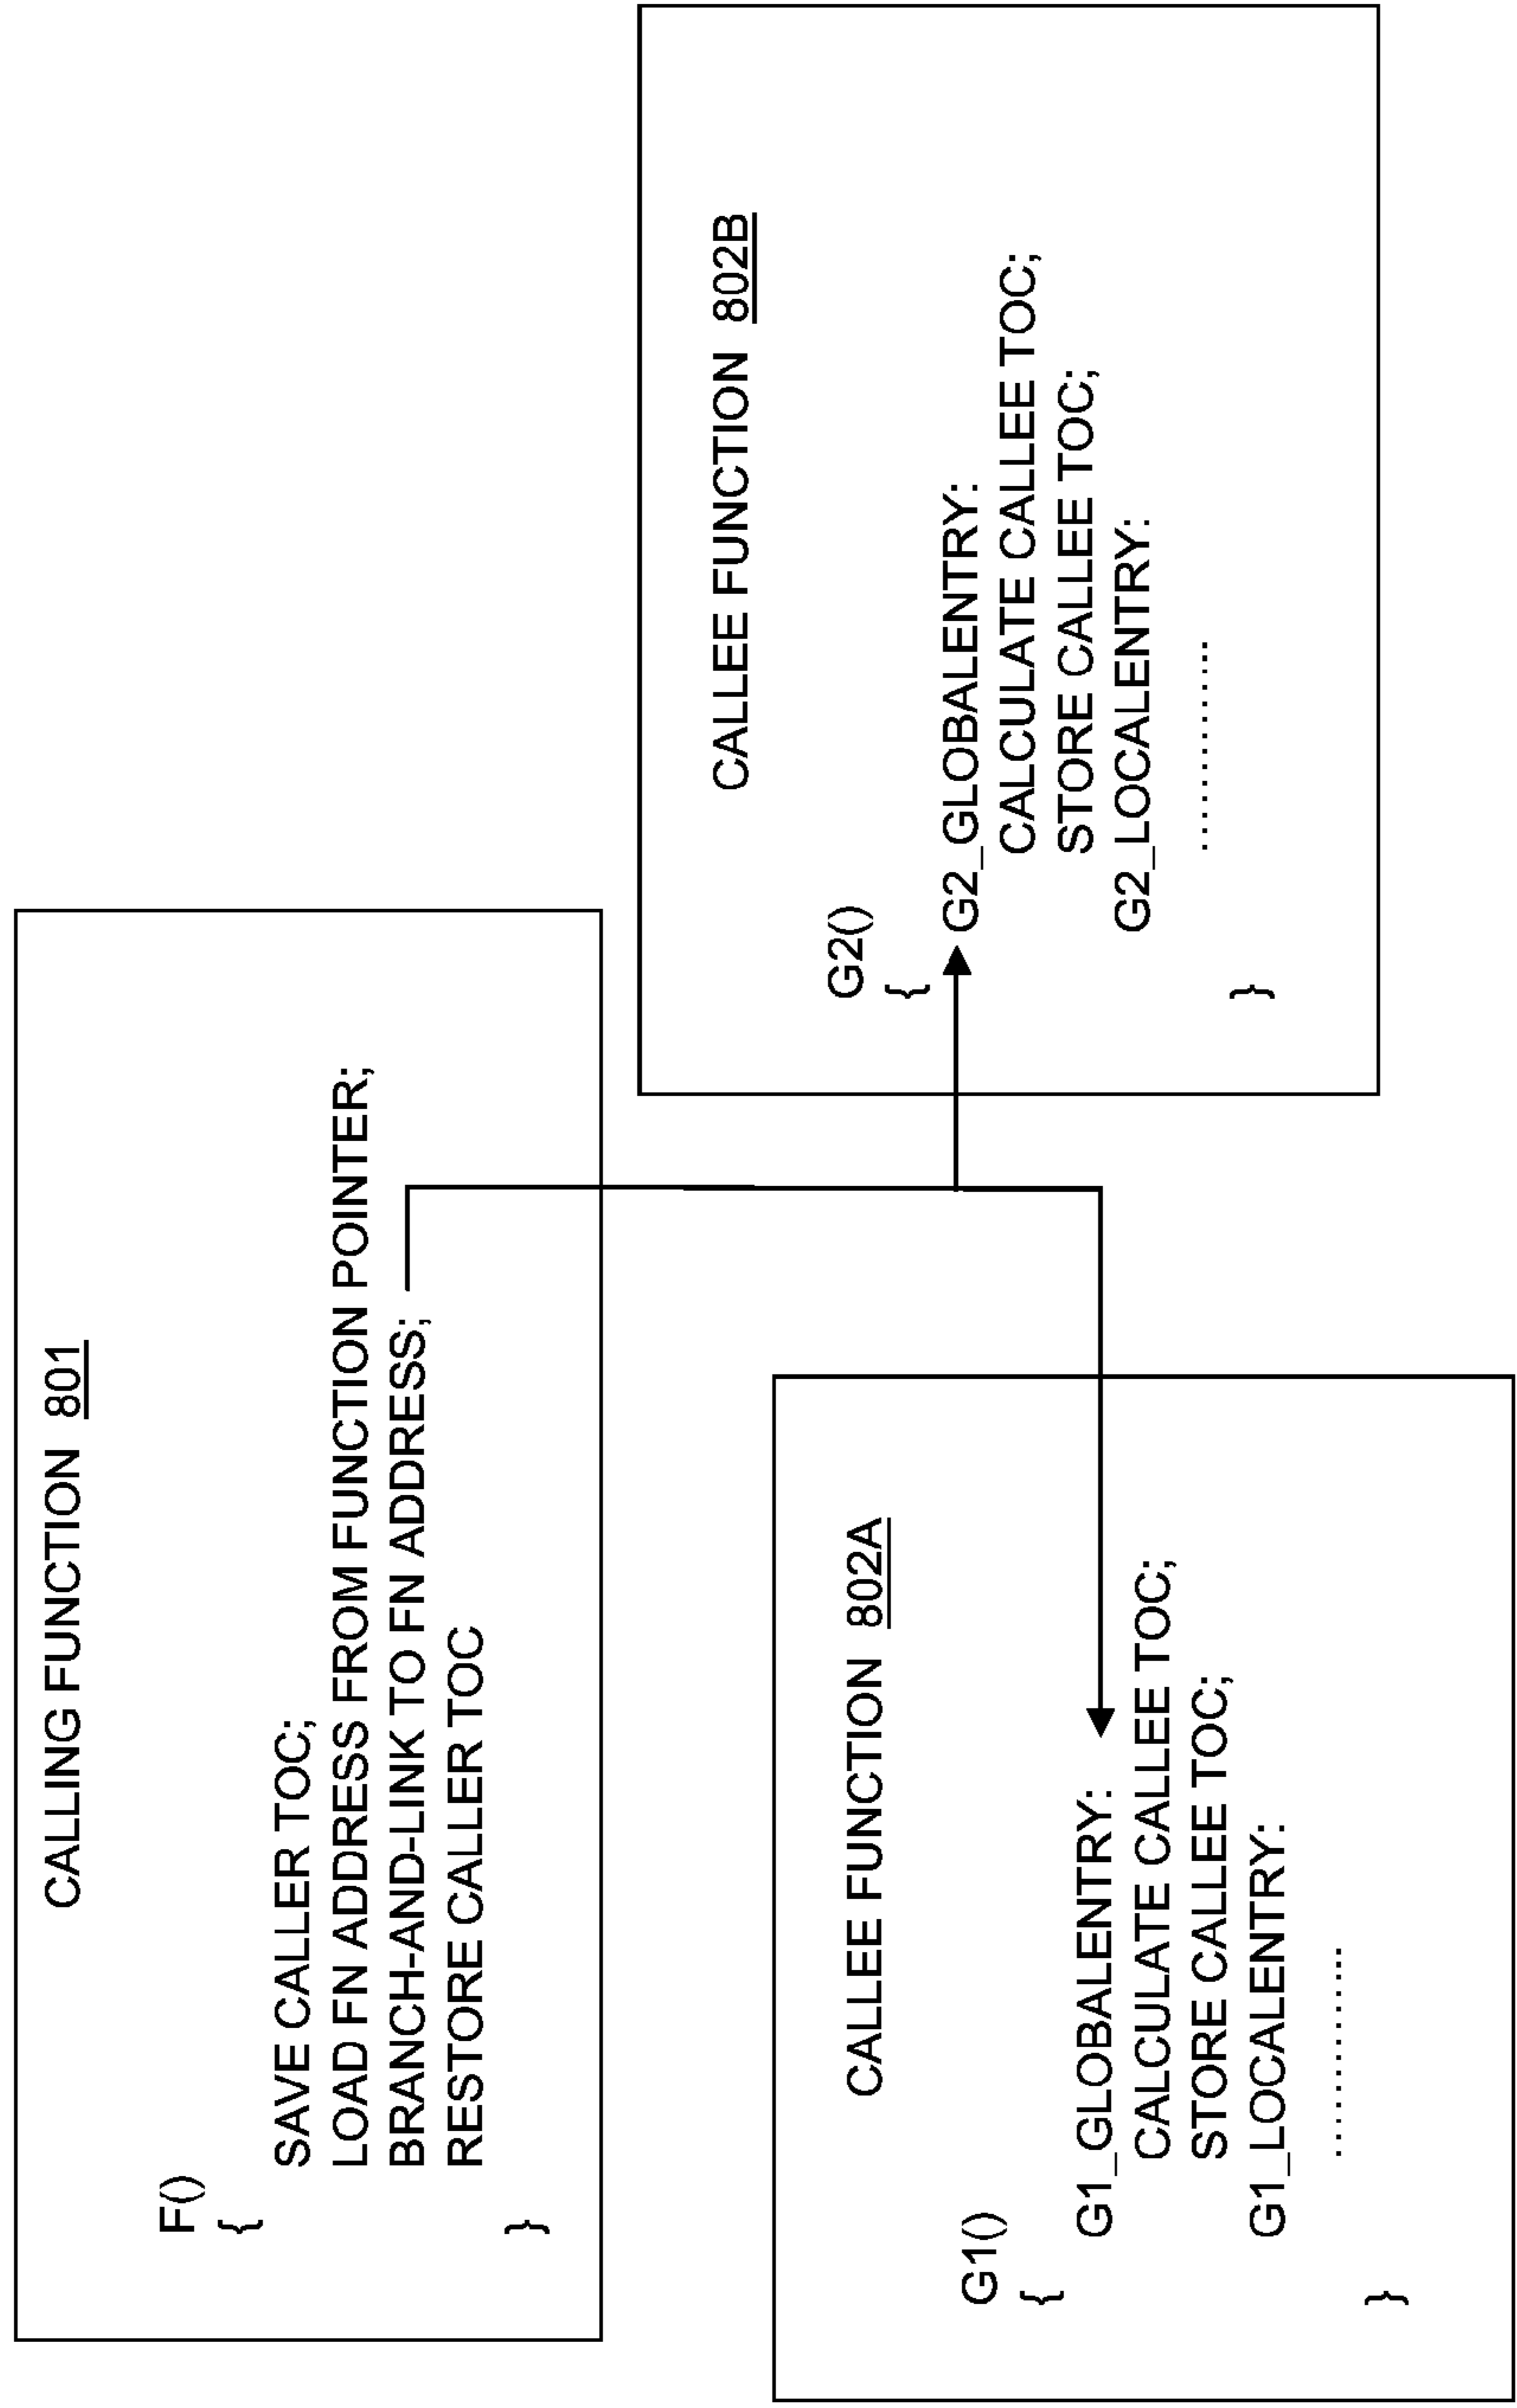 CALLING FUNCTION 801
F()
{
SAVE CALLER TOC;
LOAD FN ADDRESS FROM FUNCTION POINTER;
BRANCH-AND-LINK TO FN ADDRESS;
RESTORE CALLER TOC
}
CALLEE FUNCTION 802A
G1()
{
G1_GLOBALENTRY:
CALCULATE CALLEE TOC;
STORE CALLEE TOC;
G1_LOCALENTRY:
..............
}
CALLEE FUNCTION 802B
G2()
{
G2_GLOBALENTRY:
CALCULATE CALLEE TOC;
STORE CALLEE TOC;
G2_LOCALENTRY:
..............
}